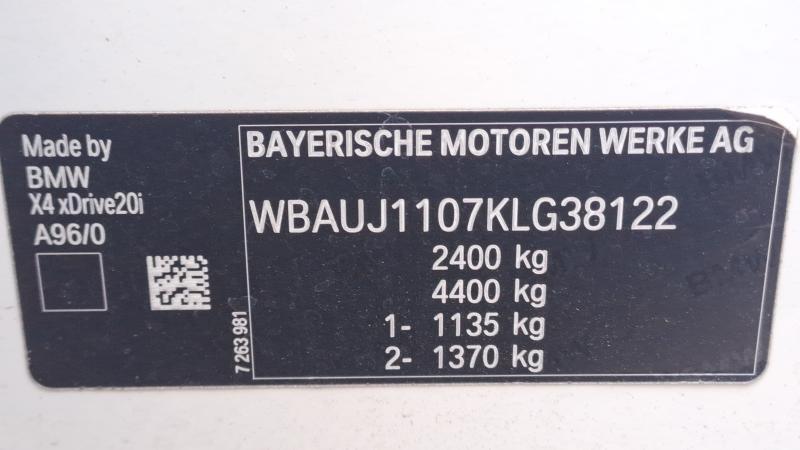 Made by
BMW
X4 xDrive20i
A96/0
7 263 981
BAYERISCHE MOTOREN WERKE AG
WBAUJ1107KLG38122
2400 kg
4400 kg
1- 1135 kg
2- 1370 kg